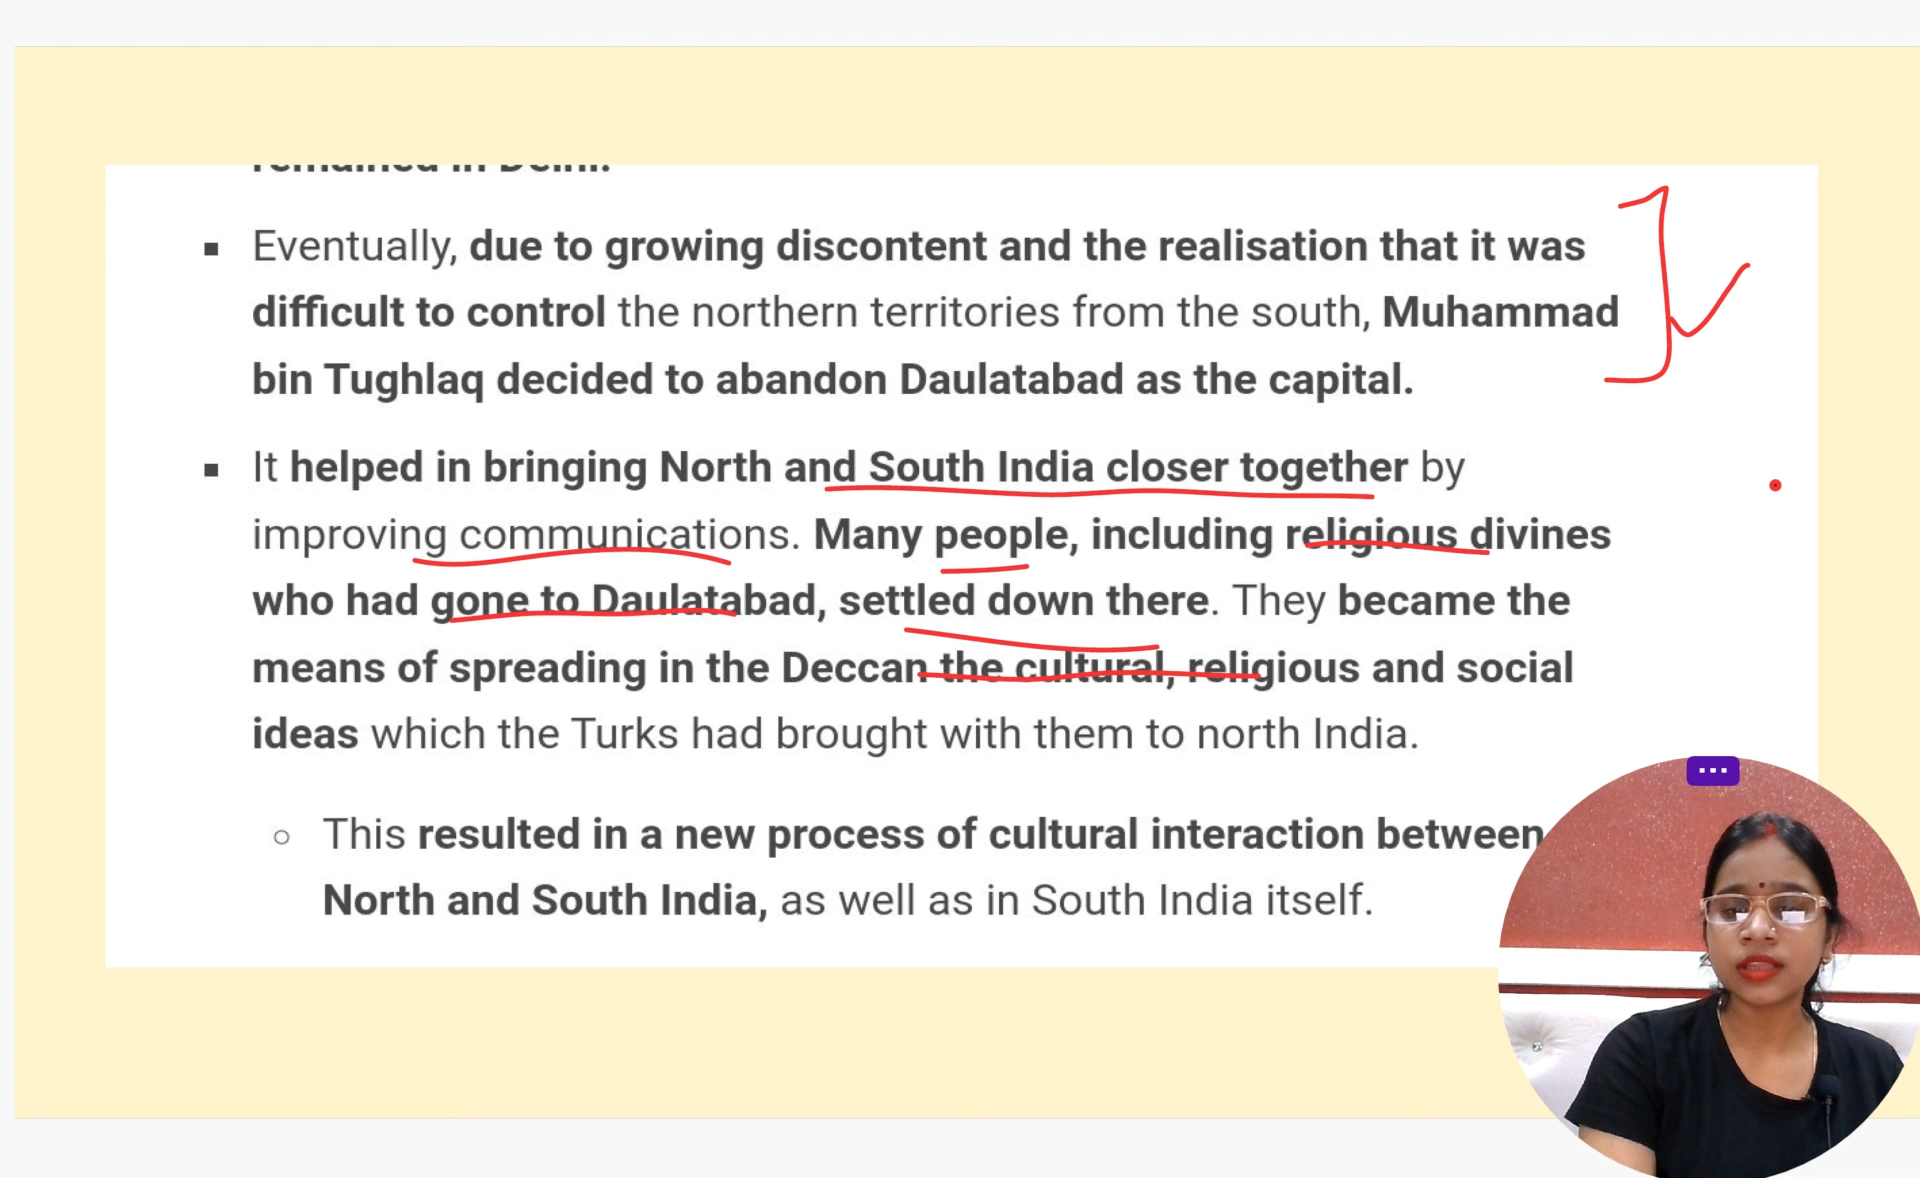 remained in Delhi.
▪ Eventually, due to growing discontent and the realisation that it was
difficult to control the northern territories from the south, Muhammad
bin Tughlaq decided to abandon Daulatabad as the capital.
▪ It helped in bringing North and South India closer together by
improving communications. Many people, including religious divines
who had gone to Daulatabad, settled down there. They became the
means of spreading in the Deccan the cultural, religious and social
ideas which the Turks had brought with them to north India.
○ This resulted in a new process of cultural interaction between
North and South India, as well as in South India itself.